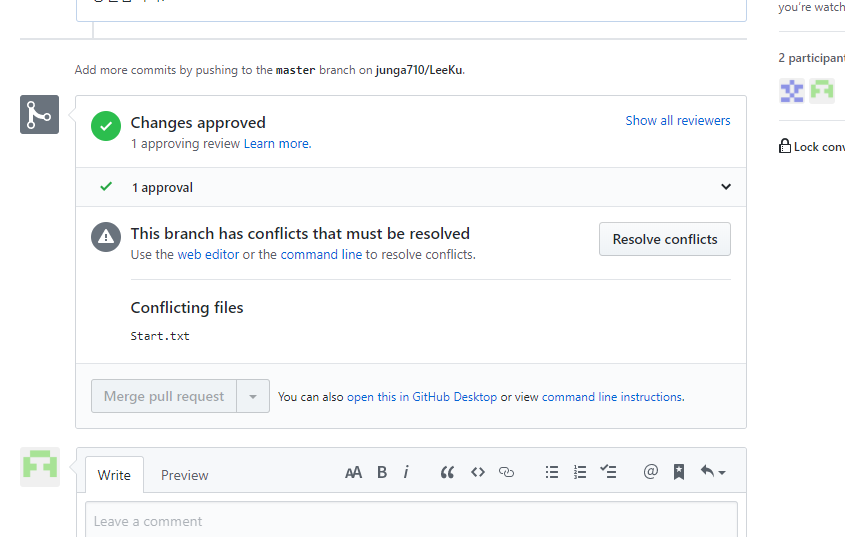 you're watch
Add more commits by pushing to the master branch on junga710/LeeKu.
2 participant
Changes approved
Show all reviewers
1 approving review Learn more.
Lock conv
1 approval
This branch has conflicts that must be resolved
Resolve conflicts
Use the web editor or the command line to resolve conflicts.
Conflicting files
Start.txt
Merge pull request
You can also open this in GitHub Desktop or view command line instructions.
Write
Preview
AA B i
Leave a comment